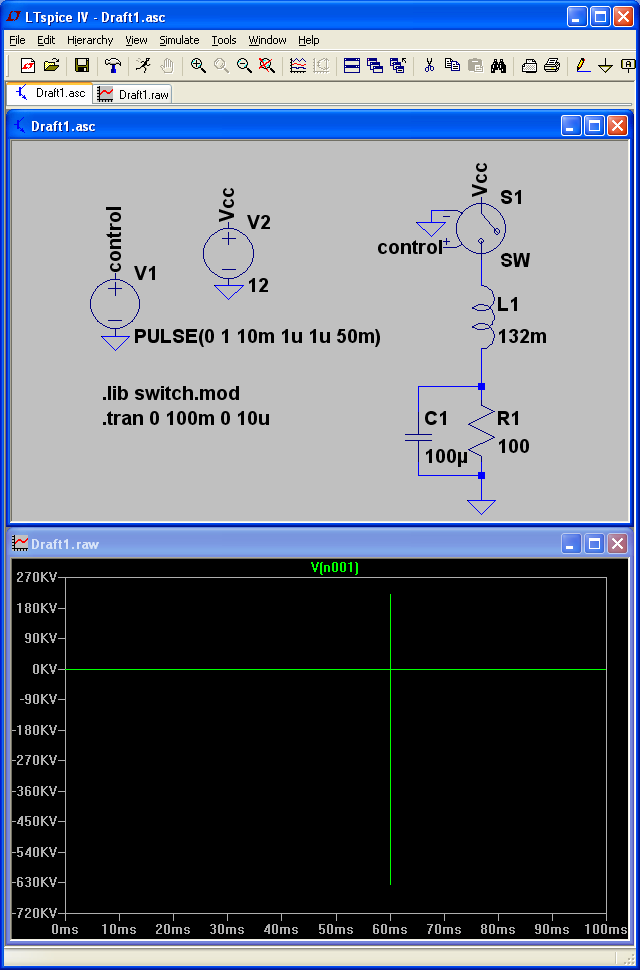 LTspice IV - Draft1.asc
File Edit Hierarchy View Simulate Tools Window Help
Draft1.asc Draft1.raw
Draft1.asc
control
V1
PULSE(0 1 10m 1u 1u 50m)
Vcc
V2
12
Vcc
S1
control
SW
L1
132m
C1
100µ
R1
100
.lib switch.mod
.tran 0 100m 0 10u
Draft1.raw
V(n001)
270KV
180KV
90KV
0KV
-90KV
-180KV
-270KV
-360KV
-450KV
-540KV
-630KV
-720KV
0ms 10ms 20ms 30ms 40ms 50ms 60ms 70ms 80ms 90ms 100ms